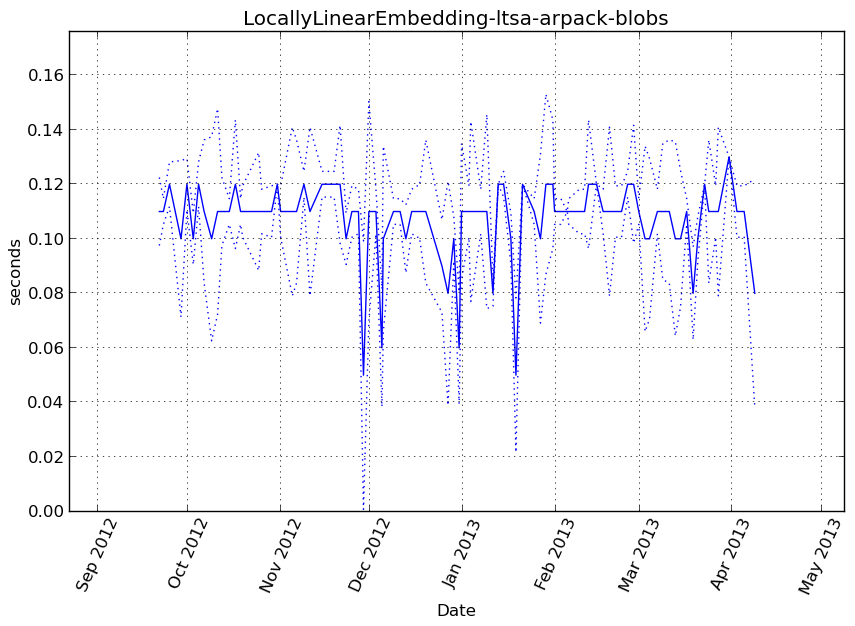 LocallyLinearEmbedding-ltsa-arpack-blobs
0.16
0.14
0.12
0.10
0.08
0.06
0.04
0.02
0.00
seconds
Sep 2012
Oct 2012
Nov 2012
Dec 2012
Jan 2013
Feb 2013
Mar 2013
Apr 2013
May 2013
Date